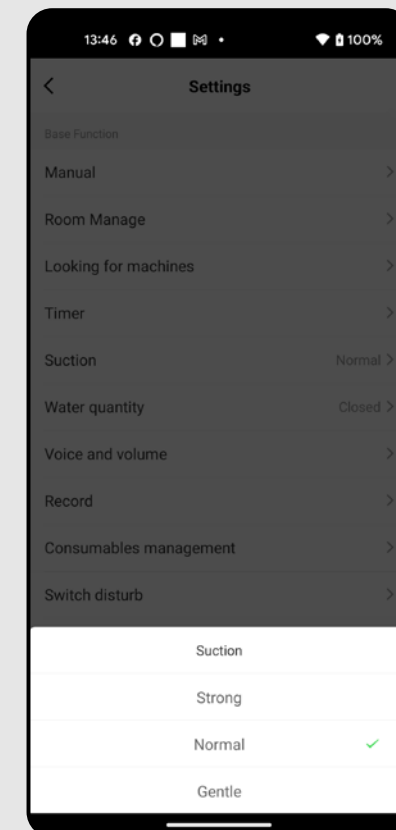 13:46 100%
Settings
Base Function
Manual
Room Manage
Looking for machines
Timer
Suction Normal
Water quantity Closed
Voice and volume
Record
Consumables management
Switch disturb
Suction
Strong
Normal
Gentle